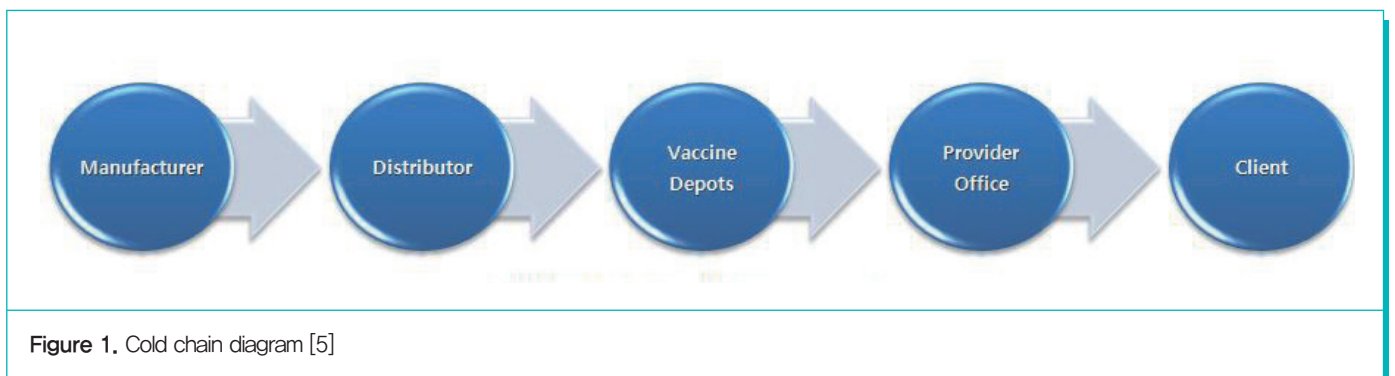 Manufacturer
Distributor
Vaccine
Depots
Provider
Office
Client
Figure 1. Cold chain diagram [5]